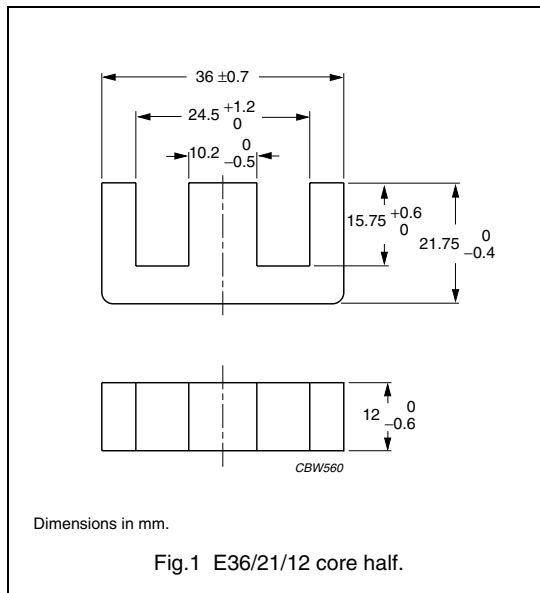 36 ±0.7
24.5 +1.2 0
10.2 0 −0.5
15.75 +0.6 0
21.75 0 −0.4
12 0 −0.6
CBW560
Dimensions in mm.
Fig.1 E36/21/12 core half.